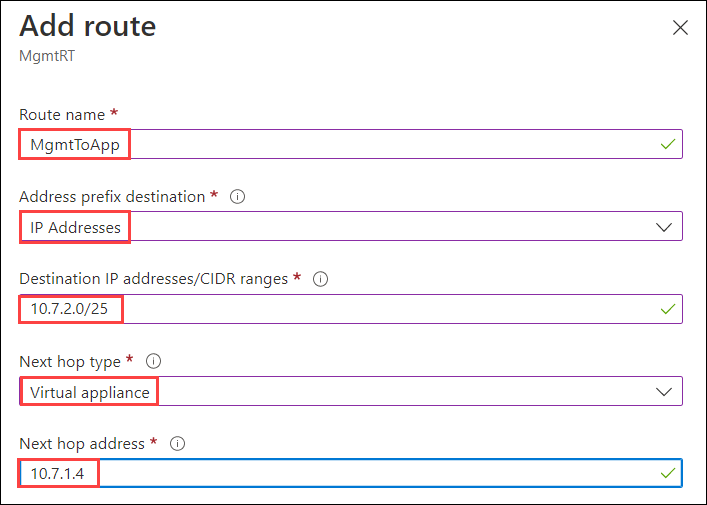 Add route
MgmtRT
Route name *
MgmtToApp
Address prefix destination *
IP Addresses
Destination IP addresses/CIDR ranges *
10.7.2.0/25
Next hop type *
Virtual appliance
Next hop address *
10.7.1.4